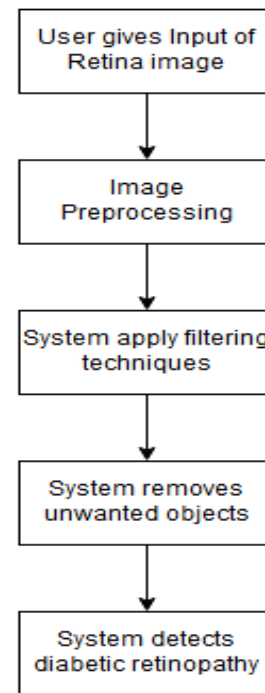 User gives Input of
Retina image
Image
Preprocessing
System apply filtering
techniques
System removes
unwanted objects
System detects
diabetic retinopathy